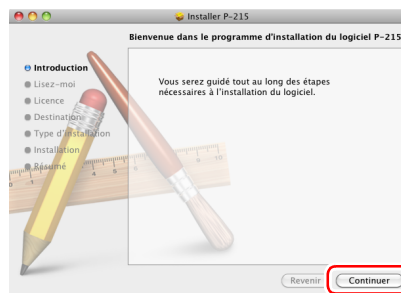 Installer P-215
Bienvenue dans le programme d'installation du logiciel P-215
Introduction
Lisez-moi
Licence
Destination
Type d'installation
Installation
Résumé
Vous serez guidé tout au long des étapes
nécessaires à l'installation du logiciel.
Revenir
Continuer